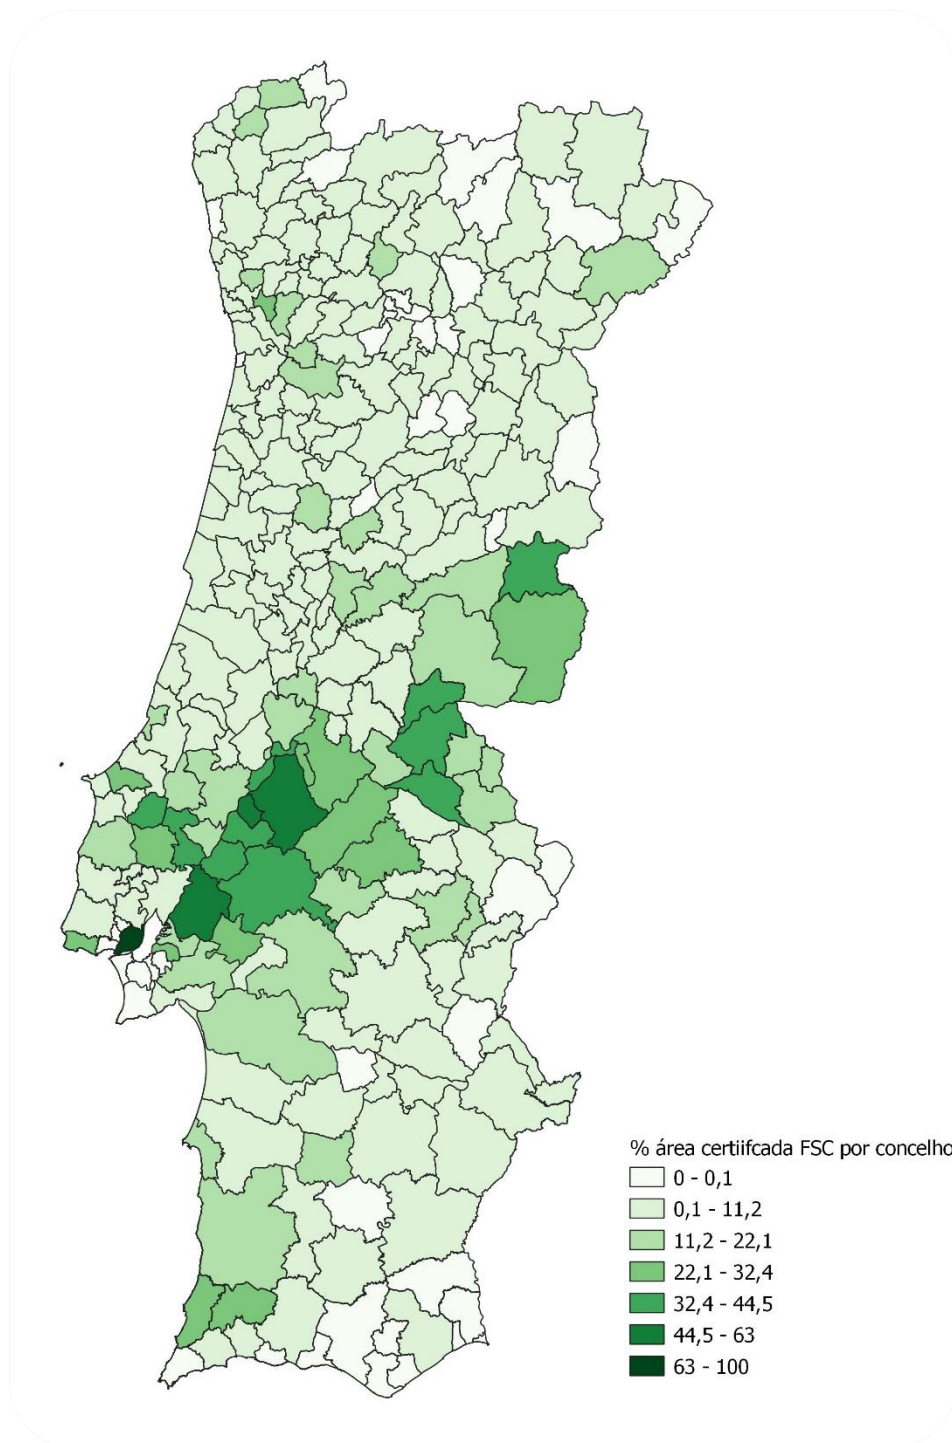 % área certiifcada FSC por concelho
0 - 0,1
0,1 - 11,2
11,2 - 22,1
22,1 - 32,4
32,4 - 44,5
44,5 - 63
63 - 100